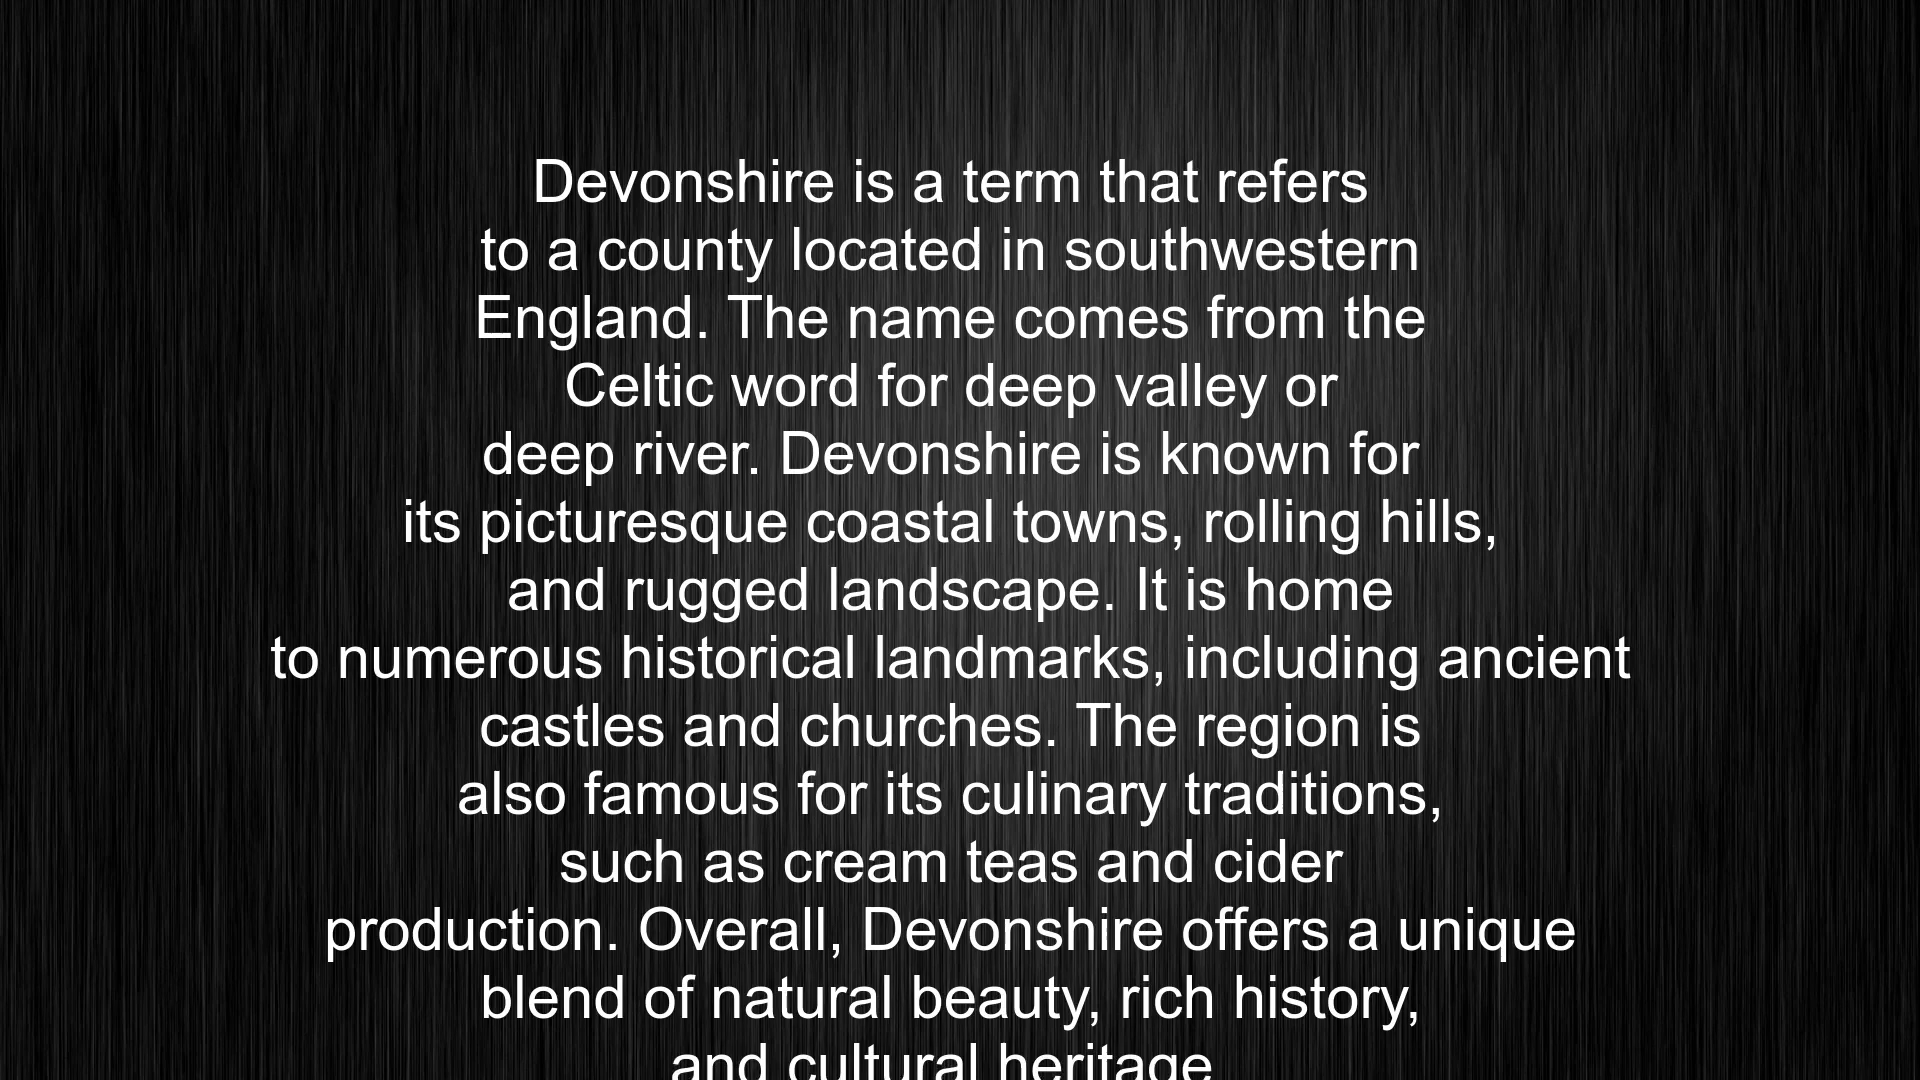 Devonshire is a term that refers
to a county located in southwestern
England. The name comes from the
Celtic word for deep valley or
deep river. Devonshire is known for
its picturesque coastal towns, rolling hills,
and rugged landscape. It is home
to numerous historical landmarks, including ancient
castles and churches. The region is
also famous for its culinary traditions,
such as cream teas and cider
production. Overall, Devonshire offers a unique
blend of natural beauty, rich history,
and cultural heritage